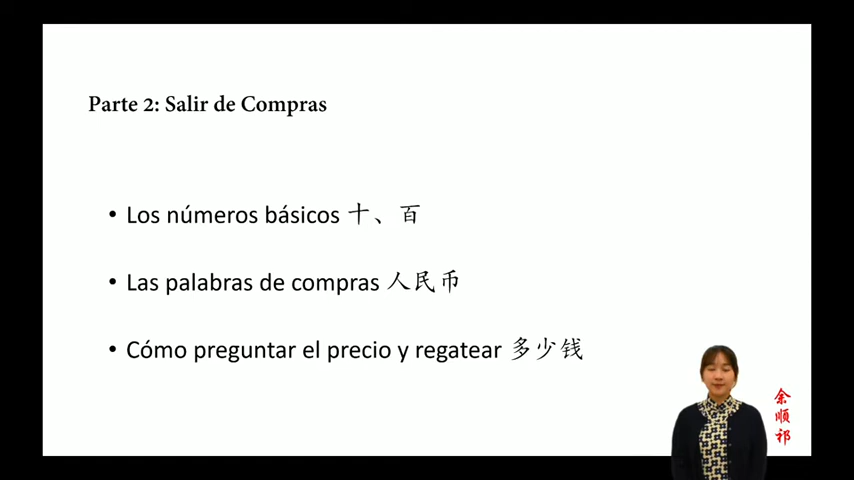 Parte 2: Salir de Compras
• Los números básicos 十、百
• Las palabras de compras 人民币
• Cómo preguntar el precio y regatear 多少钱
余顺祁